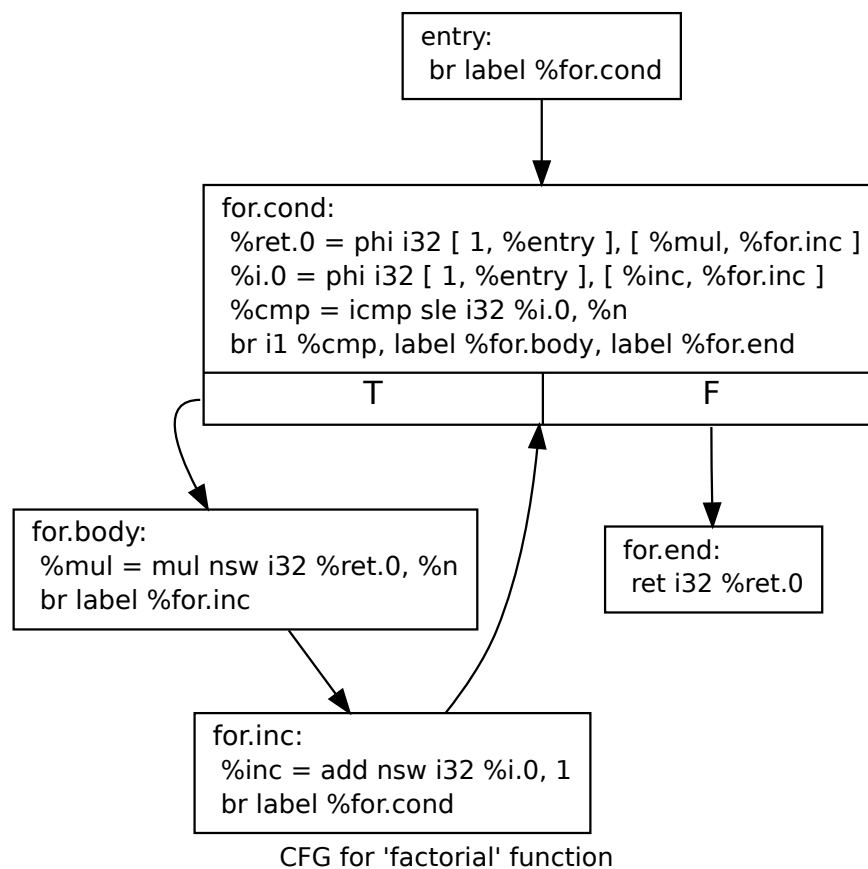 entry:
br label %for.cond
for.cond:
%ret.0 = phi i32 [ 1, %entry ], [ %mul, %for.inc ]
%i.0 = phi i32 [ 1, %entry ], [ %inc, %for.inc ]
%cmp = icmp sle i32 %i.0, %n
br i1 %cmp, label %for.body, label %for.end
T
F
for.body:
%mul = mul nsw i32 %ret.0, %n
br label %for.inc
for.end:
ret i32 %ret.0
for.inc:
%inc = add nsw i32 %i.0, 1
br label %for.cond
CFG for 'factorial' function